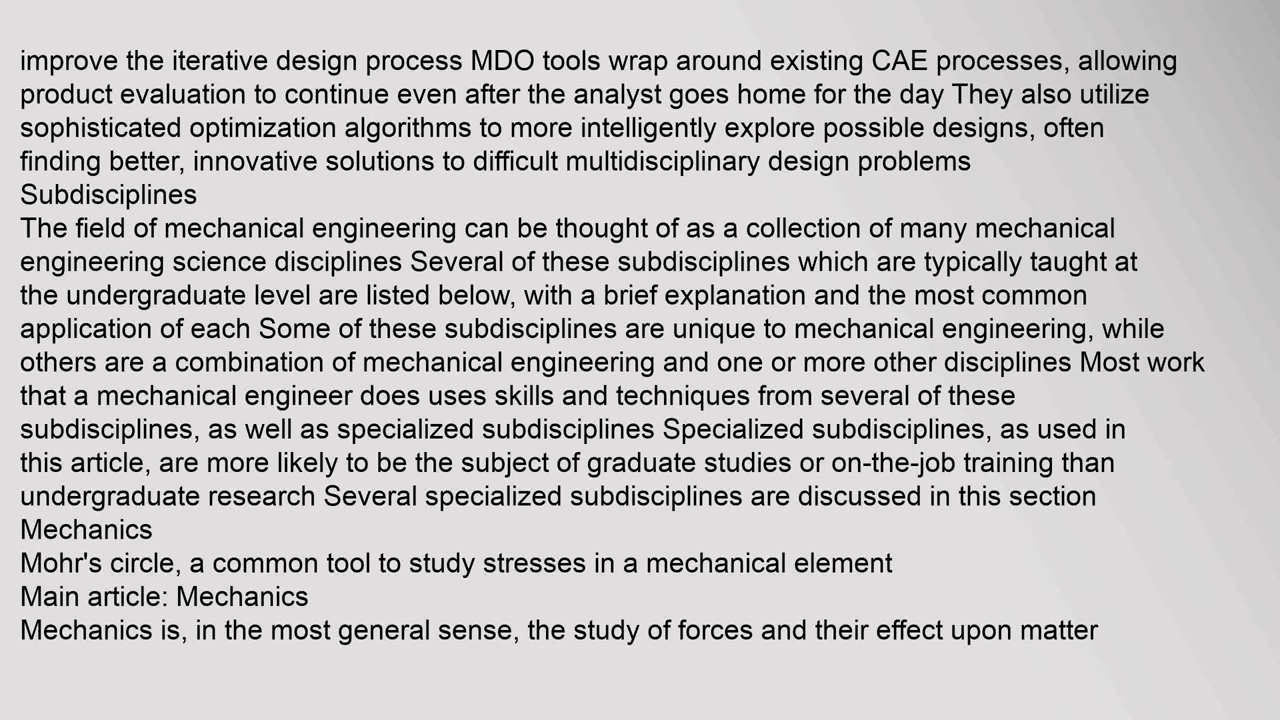 improve the iterative design process MDO tools wrap around existing CAE processes, allowing
product evaluation to continue even after the analyst goes home for the day They also utilize
sophisticated optimization algorithms to more intelligently explore possible designs, often
finding better, innovative solutions to difficult multidisciplinary design problems
Subdisciplines
The field of mechanical engineering can be thought of as a collection of many mechanical
engineering science disciplines Several of these subdisciplines which are typically taught at
the undergraduate level are listed below, with a brief explanation and the most common
application of each Some of these subdisciplines are unique to mechanical engineering, while
others are a combination of mechanical engineering and one or more other disciplines Most work
that a mechanical engineer does uses skills and techniques from several of these
subdisciplines, as well as specialized subdisciplines Specialized subdisciplines, as used in
this article, are more likely to be the subject of graduate studies or on-the-job training than
undergraduate research Several specialized subdisciplines are discussed in this section
Mechanics
Mohr's circle, a common tool to study stresses in a mechanical element
Main article: Mechanics
Mechanics is, in the most general sense, the study of forces and their effect upon matter